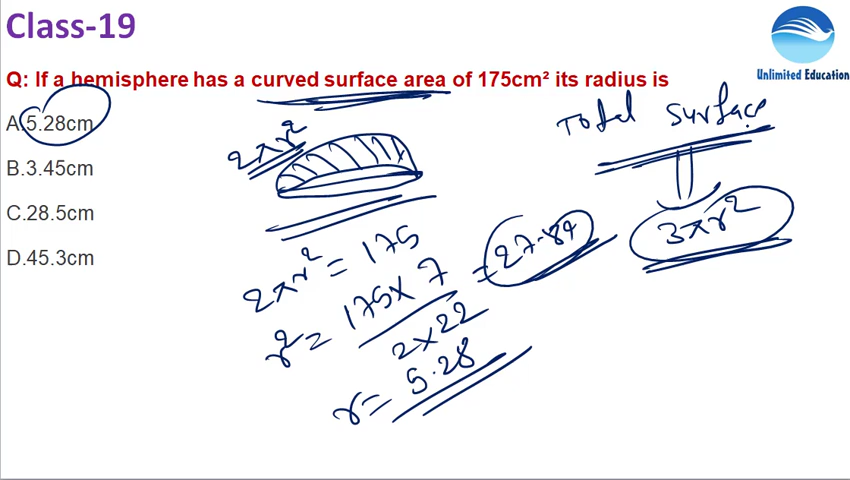 Class-19
Unlimited Education
Q: If a hemisphere has a curved surface area of 175cm² its radius is
A.5.28cm
B.3.45cm
C.28.5cm
D.45.3cm
2πr²
Total surface
3πr²
2πr² = 175
r² = 175×7 / 2×22 = 27.84
r = 5.28